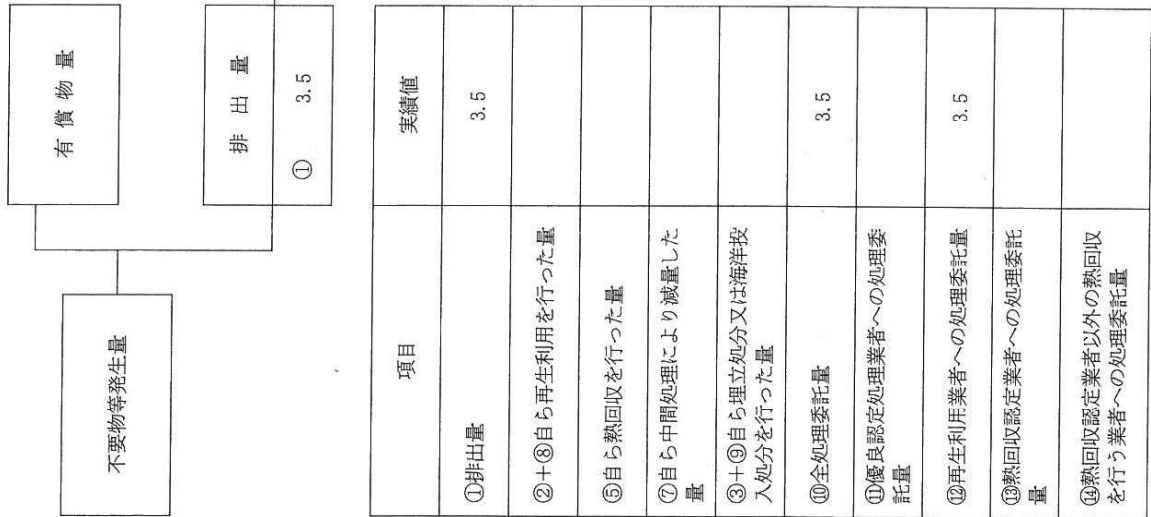 不要物等発生量
有償物量
排出量
① 3.5
項目 実績値
①排出量 3.5
②+⑧自ら再生利用を行った量
⑤自ら熱回収を行った量
⑦自ら中間処理により減量した
量
③+⑨自ら埋立処分又は海洋投
入処分を行った量
⑩全処理委託量 3.5
⑪優良認定処理業者への処理委
託量
⑫再生利用業者への処理委託量 3.5
⑬熱回収認定業者への処理委託
量
⑭熱回収認定業者以外の熱回収
を行う業者への処理委託量